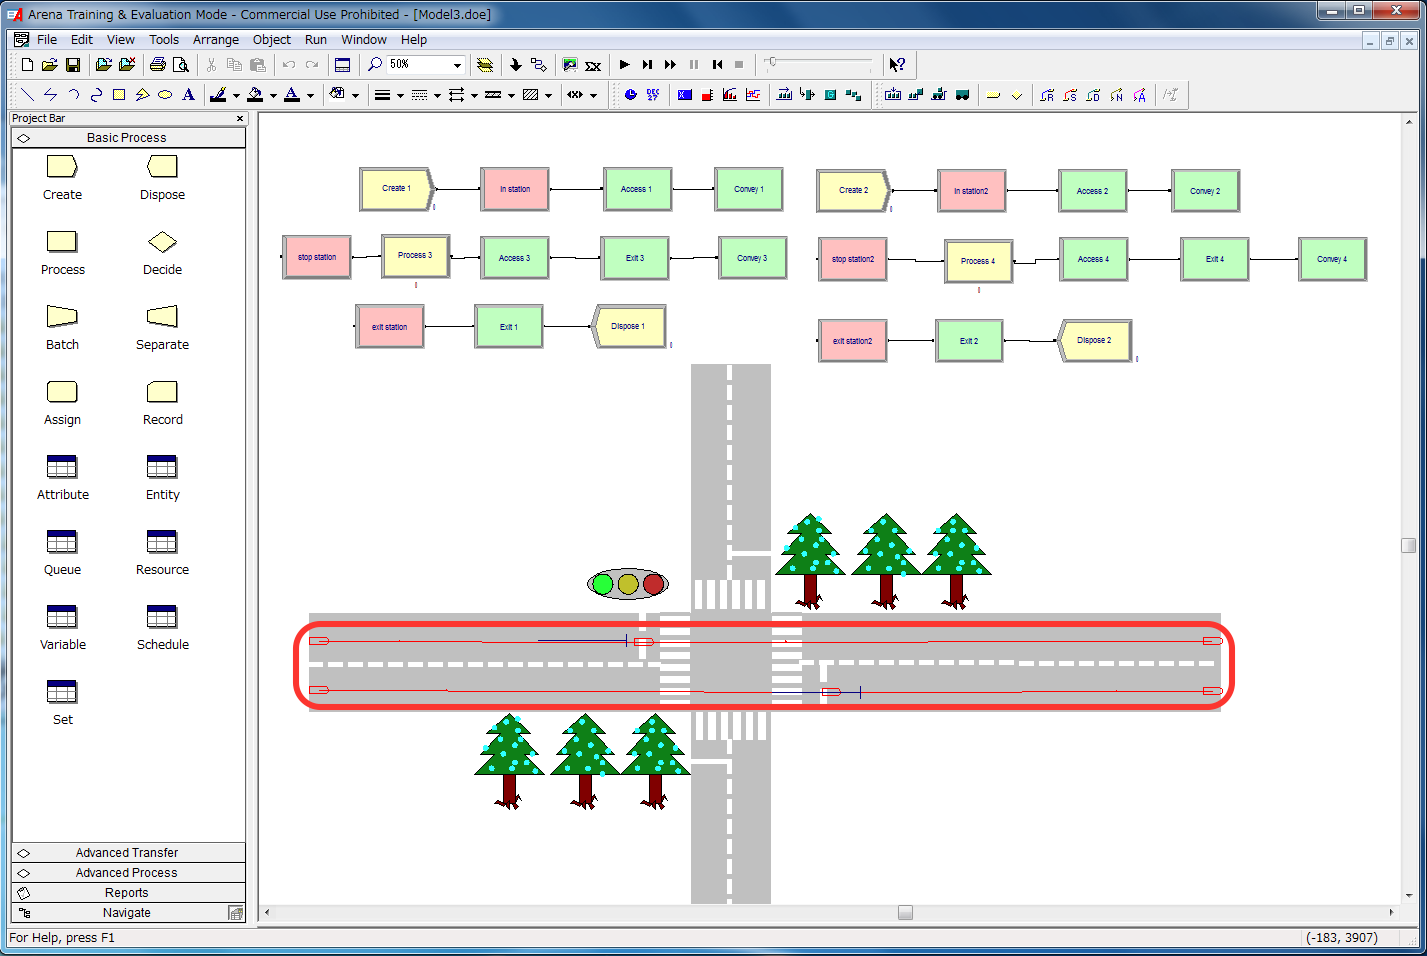 Arena Training & Evaluation Mode - Commercial Use Prohibited - [Model3.doe]
File Edit View Tools Arrange Object Run Window Help
50%
Project Bar
Basic Process
Create Dispose
Process Decide
Batch Separate
Assign Record
Attribute Entity
Queue Resource
Variable Schedule
Set
Advanced Transfer
Advanced Process
Reports
Navigate
Create 1 In station Access 1 Convey 1 Create 2 In station2 Access 2 Convey 2
stop station Process 3 Access 3 Exit 3 Convey 3 stop station2 Process 4 Access 4 Exit 4 Convey 4
exit station Exit 1 Dispose 1 exit station2 Exit 2 Dispose 2
For Help, press F1 (-183, 3907)